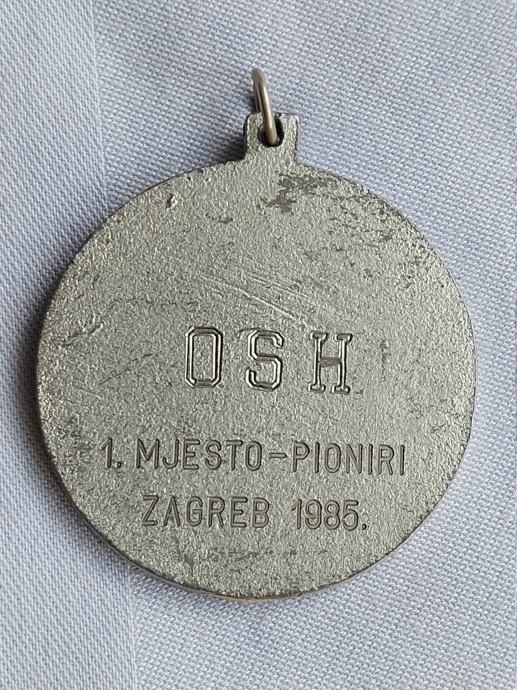 OSH
1. MJESTO-PIONIRI
ZAGREB 1985.